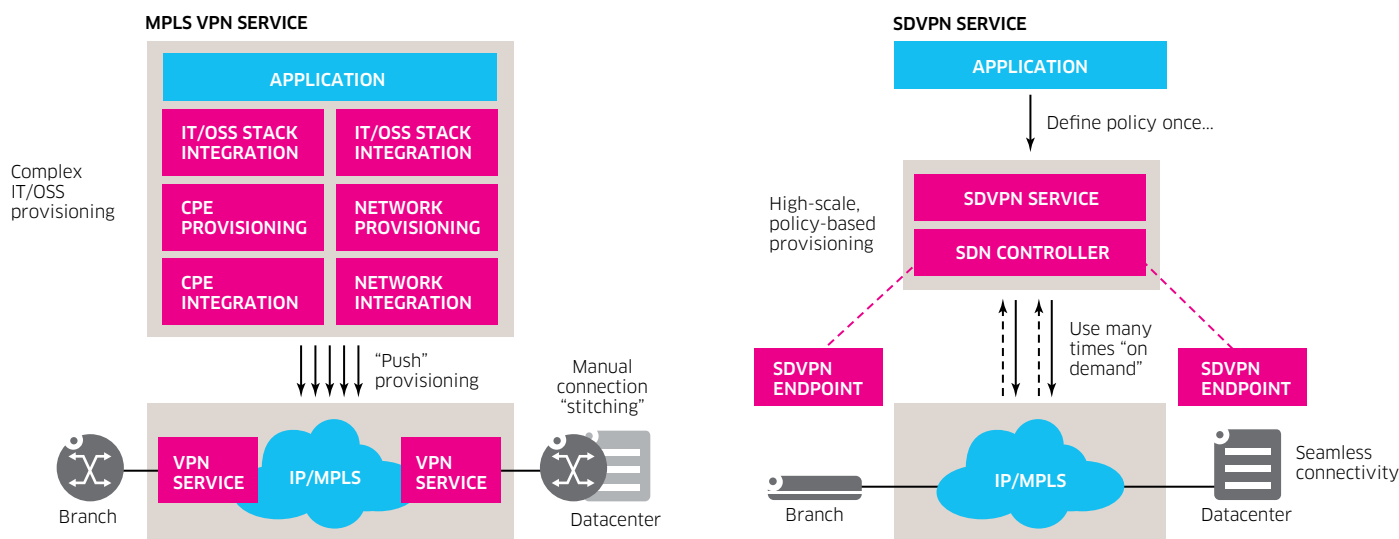 MPLS VPN SERVICE
APPLICATION
IT/OSS STACK
INTEGRATION
IT/OSS STACK
INTEGRATION
Complex
IT/OSS
provisioning
CPE
PROVISIONING
NETWORK
PROVISIONING
CPE
INTEGRATION
NETWORK
INTEGRATION
“Push”
provisioning
Manual
connection
“stitching”
VPN
SERVICE
IP/MPLS
VPN
SERVICE
Branch
Datacenter
SDVPN SERVICE
APPLICATION
Define policy once...
High-scale,
policy-based
provisioning
SDVPN SERVICE
SDN CONTROLLER
Use many
times “on
demand”
SDVPN
ENDPOINT
SDVPN
ENDPOINT
IP/MPLS
Seamless
connectivity
Branch
Datacenter